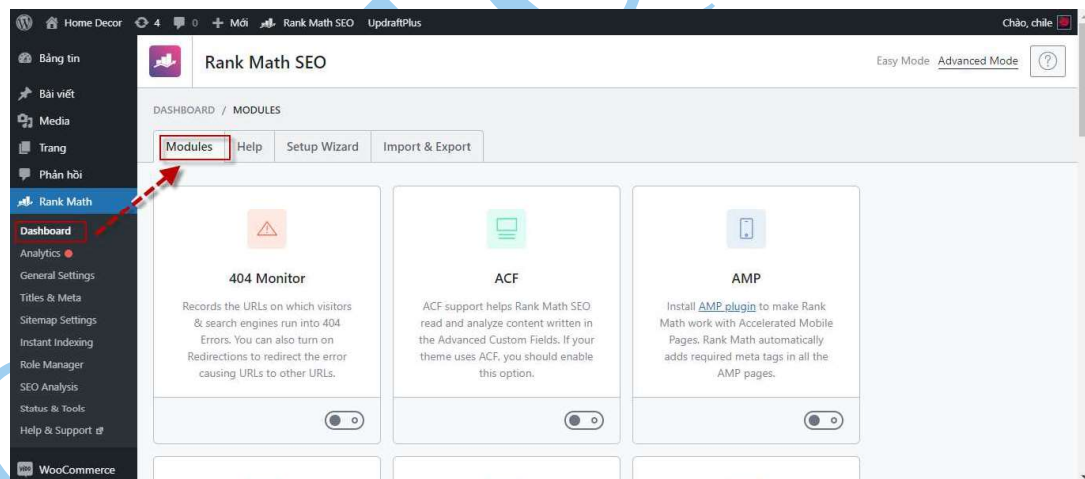 Home Decor 4 0 + Mới Rank Math SEO UpdraftPlus Chào, chile
Bảng tin
Bài viết
Media
Trang
Phản hồi
Rank Math
Dashboard
Analytics
General Settings
Titles & Meta
Sitemap Settings
Instant Indexing
Role Manager
SEO Analysis
Status & Tools
Help & Support
WooCommerce
Rank Math SEO
Easy Mode Advanced Mode ?
DASHBOARD / MODULES
Modules Help Setup Wizard Import & Export
404 Monitor
Records the URLs on which visitors
& search engines run into 404
Errors. You can also turn on
Redirections to redirect the error
causing URLs to other URLs.
ACF
ACF support helps Rank Math SEO
read and analyze content written in
the Advanced Custom Fields. If your
theme uses ACF, you should enable
this option.
AMP
Install AMP plugin to make Rank
Math work with Accelerated Mobile
Pages. Rank Math automatically
adds required meta tags in all the
AMP pages.